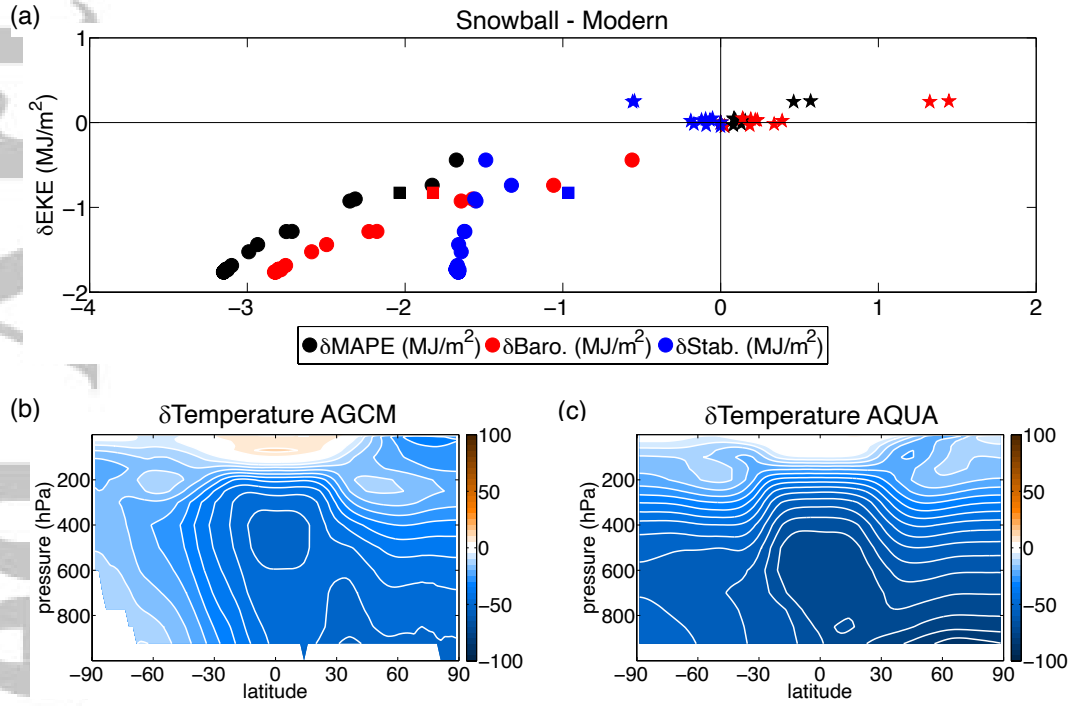 (a)
Snowball - Modern
δEKE (MJ/m²)
1
0
−1
−2
−4 −3 −2 −1 0 1 2
δMAPE (MJ/m²) δBaro. (MJ/m²) δStab. (MJ/m²)
(b)
δTemperature AGCM
pressure (hPa)
200
400
600
800
−90 −60 −30 0 30 60 90
latitude
100
50
0
−50
−100
(c)
δTemperature AQUA
pressure (hPa)
200
400
600
800
−90 −60 −30 0 30 60 90
latitude
100
50
0
−50
−100